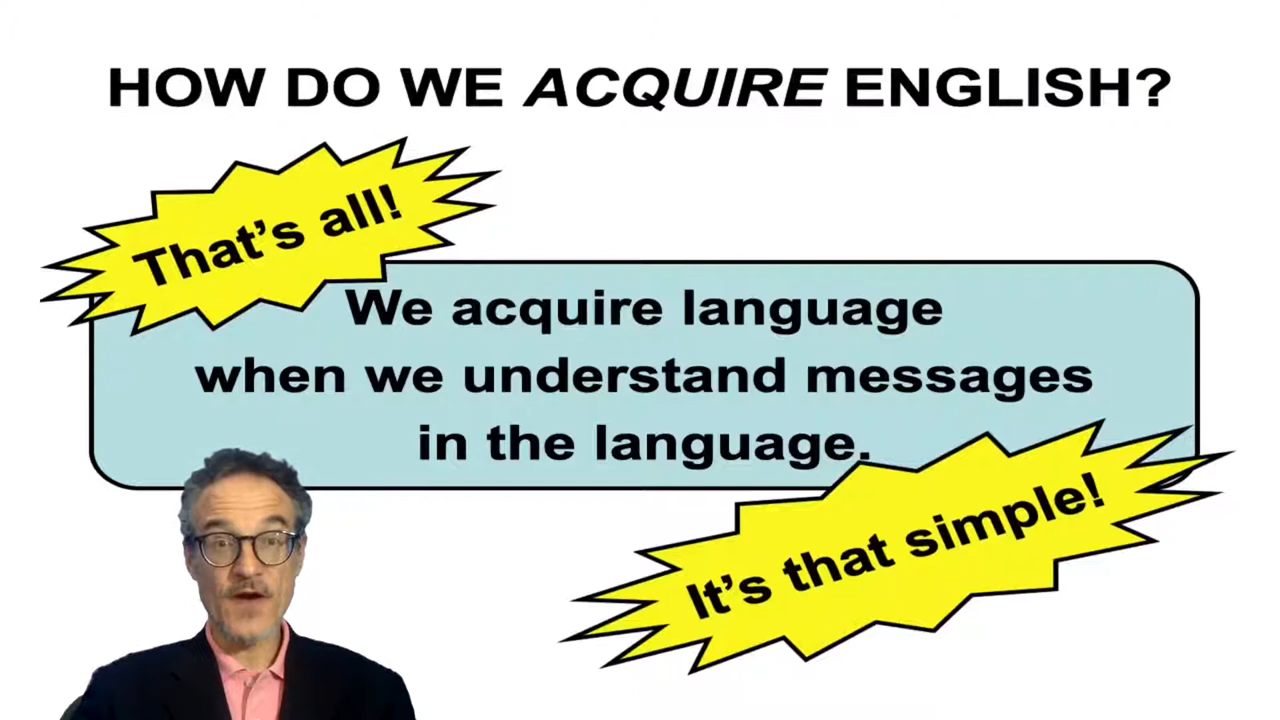 HOW DO WE ACQUIRE ENGLISH?
That's all!
We acquire language
when we understand messages
in the language.
It's that simple!